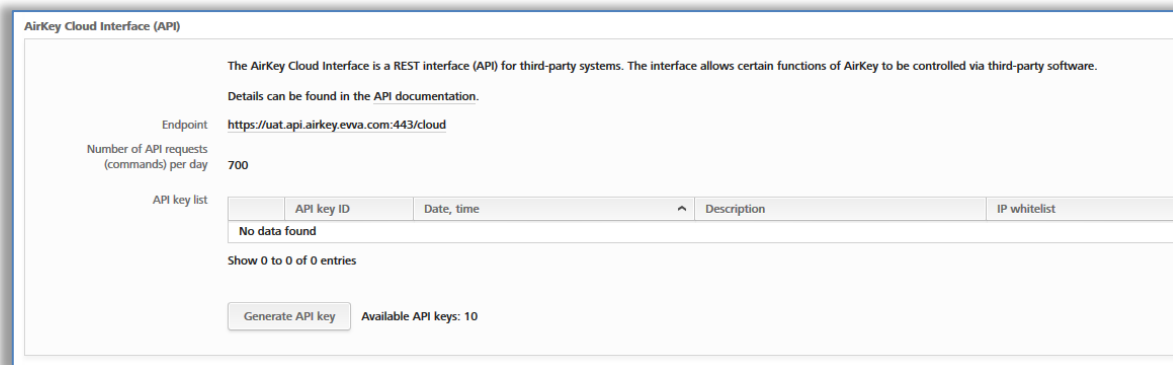 AirKey Cloud Interface (API)
The AirKey Cloud Interface is a REST interface (API) for third-party systems. The interface allows certain functions of AirKey to be controlled via third-party software.
Details can be found in the API documentation.
Endpoint https://uat.api.airkey.evva.com:443/cloud
Number of API requests
(commands) per day 700
API key list
API key ID Date, time Description IP whitelist
No data found
Show 0 to 0 of 0 entries
Generate API key Available API keys: 10